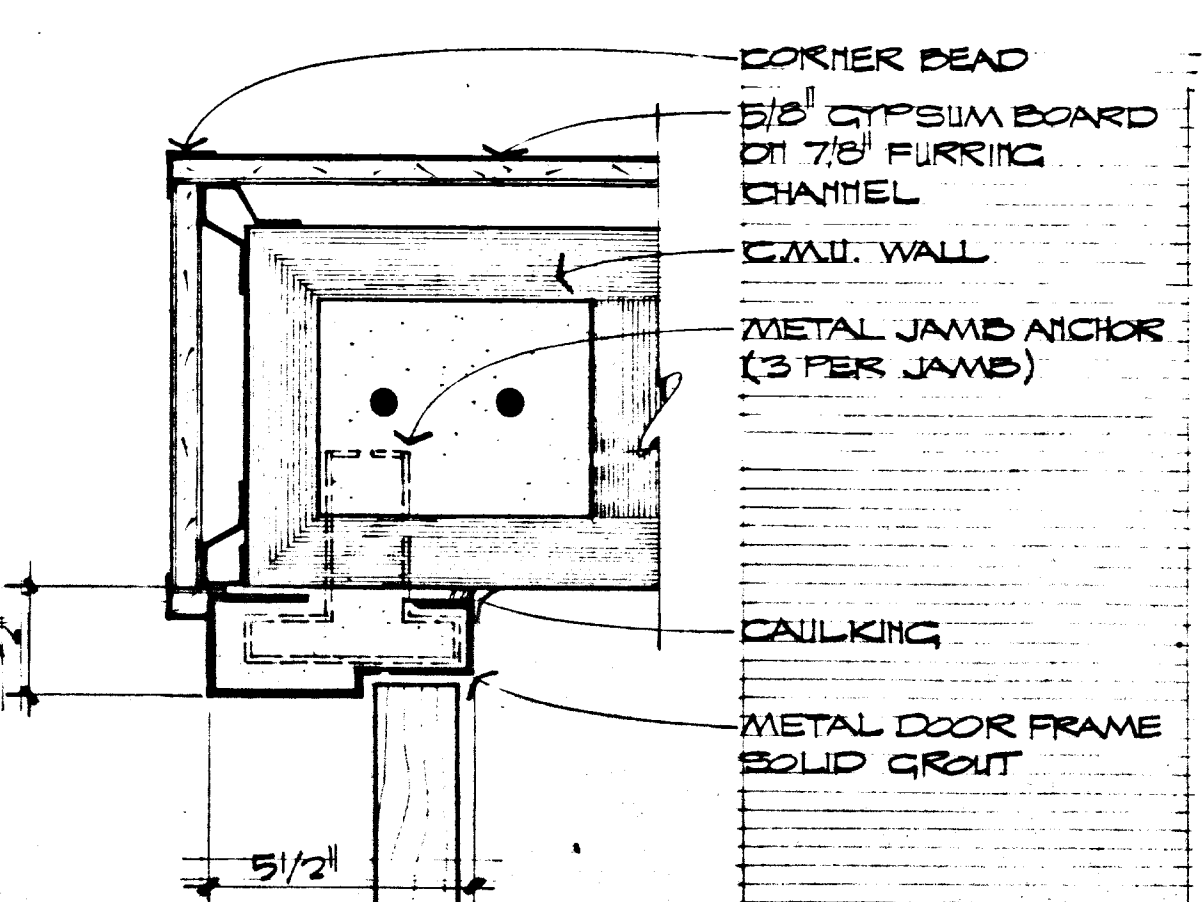 CORNER BEAD
5/8" GYPSUM BOARD
ON 7/8" FURRING
CHANNEL
C.M.U. WALL
METAL JAMB ANCHOR
(3 PER JAMB)
CAULKING
METAL DOOR FRAME
SOLID GROUT
5 1/2"